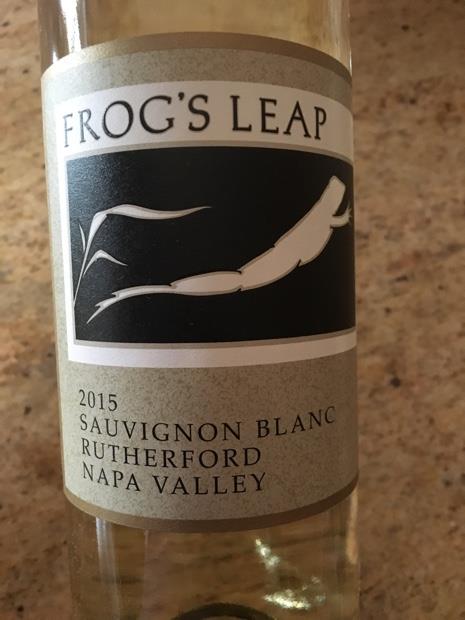 FROG'S LEAP
2015
SAUVIGNON BLANC
RUTHERFORD
NAPA VALLEY